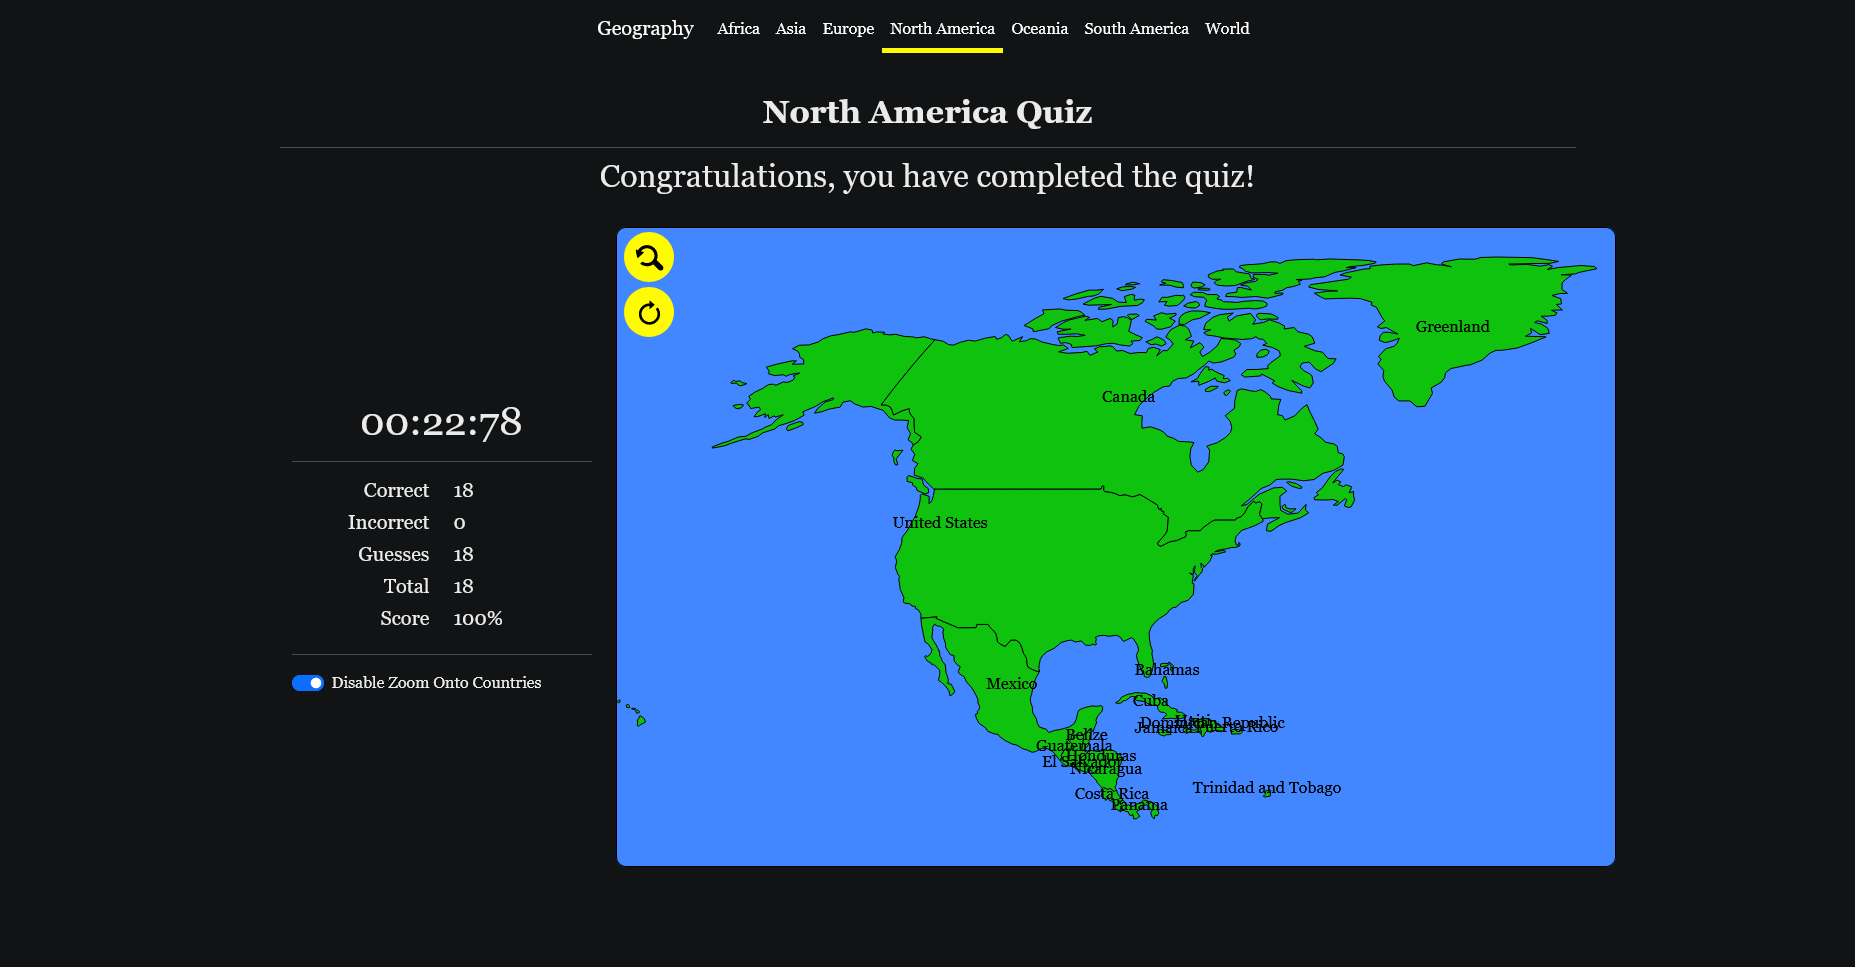 Geography Africa Asia Europe North America Oceania South America World
North America Quiz
Congratulations, you have completed the quiz!
00:22:78
Correct 18
Incorrect 0
Guesses 18
Total 18
Score 100%
Disable Zoom Onto Countries
Greenland
Canada
United States
Bahamas
Mexico
Cuba
Haiti
Dominican Republic
Jamaica Puerto Rico
Belize
Guatemala
Honduras
El Salvador
Nicaragua
Trinidad and Tobago
Costa Rica
Panama